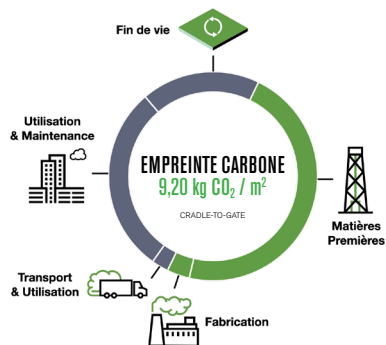 Fin de vie
Utilisation
& Maintenance
EMPREINTE CARBONE
9,20 kg CO₂ / m²
CRADLE-TO-GATE
Matières
Premières
Transport
& Utilisation
Fabrication